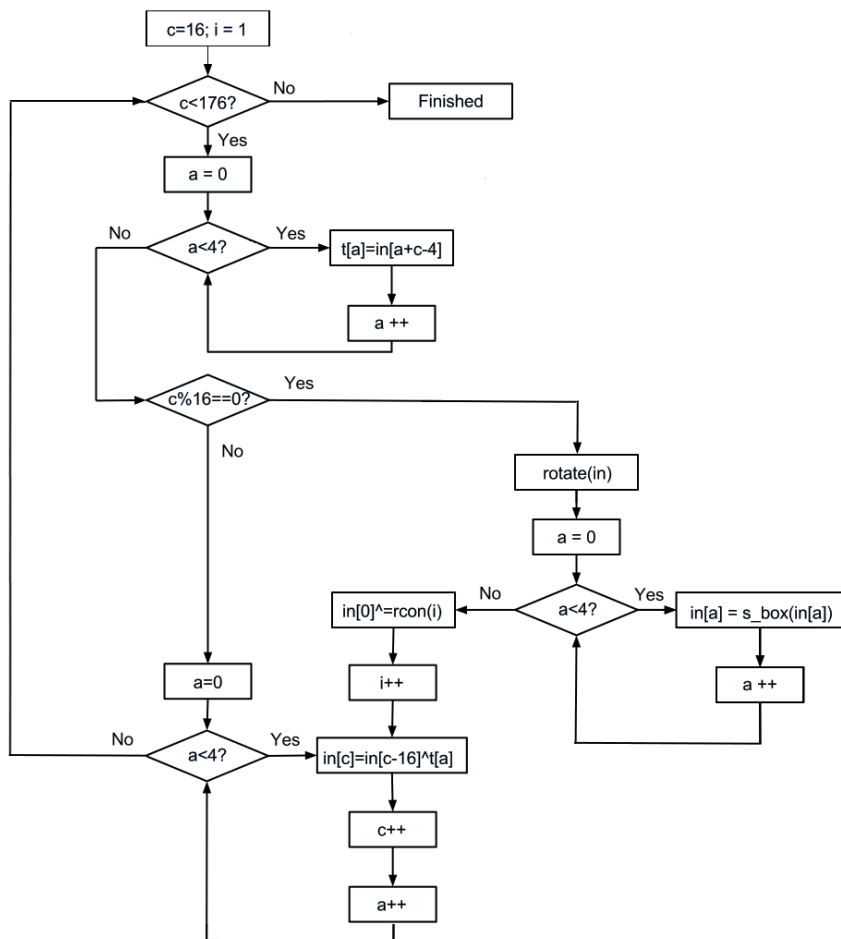 c=16; i = 1
c<176?
No
Finished
Yes
a = 0
No
a<4?
Yes
t[a]=in[a+c-4]
a ++
c%16==0?
Yes
No
rotate(in)
a = 0
in[0]^=rcon(i)
No
a<4?
Yes
in[a] = s_box(in[a])
a=0
i++
a ++
No
a<4?
Yes
in[c]=in[c-16]^t[a]
c++
a++